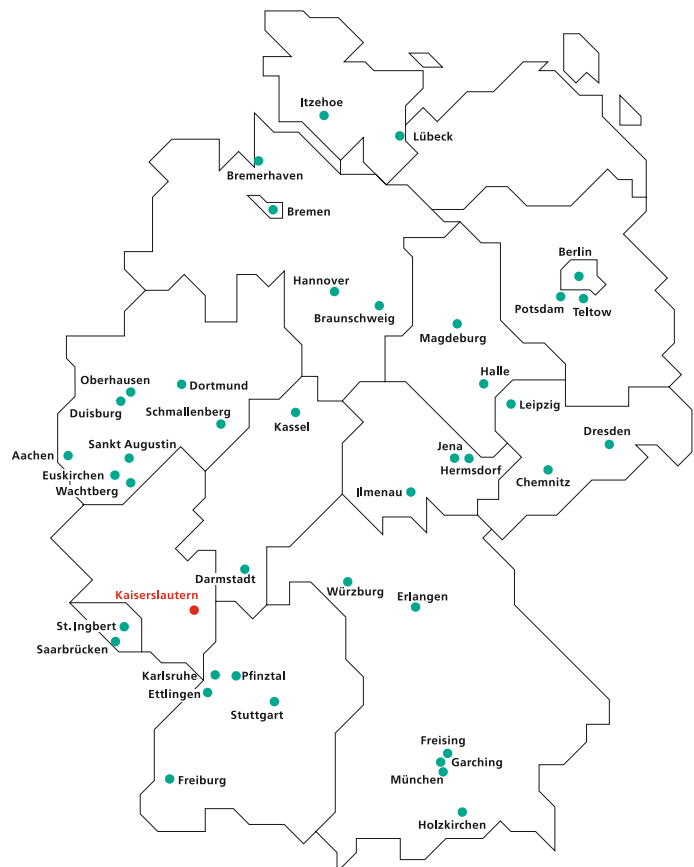 Itzehoe
Lübeck
Bremerhaven
Bremen
Berlin
Hannover
Potsdam
Teltow
Braunschweig
Magdeburg
Oberhausen
Dortmund
Halle
Duisburg
Leipzig
Schmallenberg
Kassel
Dresden
Sankt Augustin
Jena
Aachen
Hermsdorf
Euskirchen
Chemnitz
Wachtberg
Ilmenau
Darmstadt
Würzburg
Kaiserslautern
Erlangen
St.Ingbert
Saarbrücken
Karlsruhe
Pfinztal
Ettlingen
Stuttgart
Freising
Garching
Freiburg
München
Holzkirchen